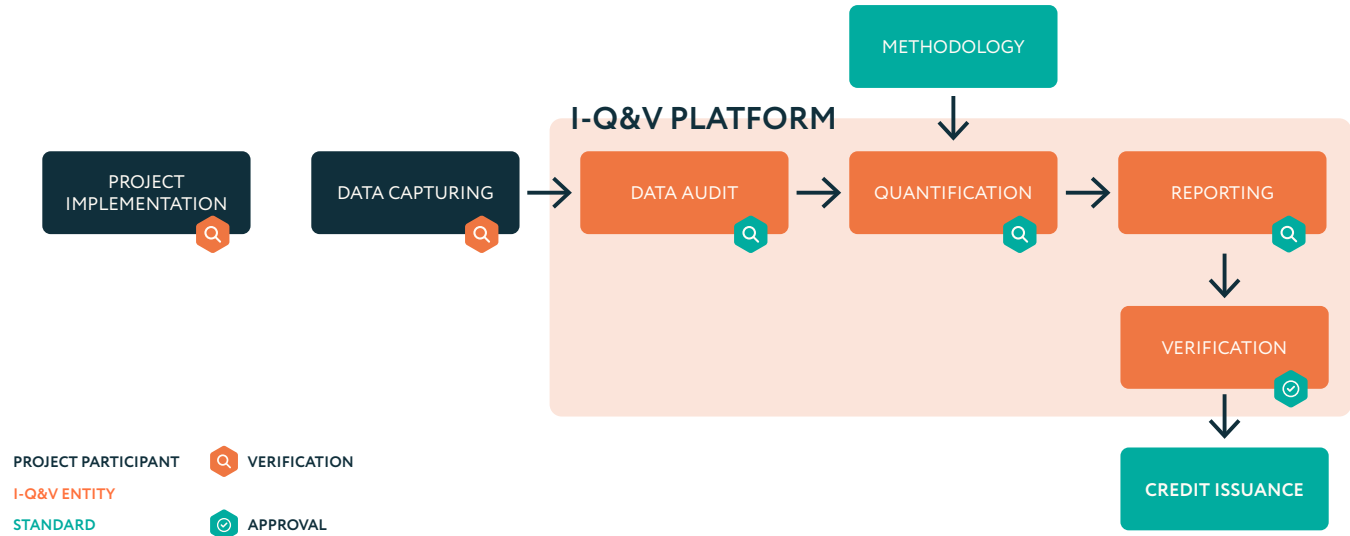 METHODOLOGY
I-Q&V PLATFORM
PROJECT
IMPLEMENTATION
DATA CAPTURING
DATA AUDIT
QUANTIFICATION
REPORTING
VERIFICATION
CREDIT ISSUANCE
PROJECT PARTICIPANT
VERIFICATION
I-Q&V ENTITY
STANDARD
APPROVAL